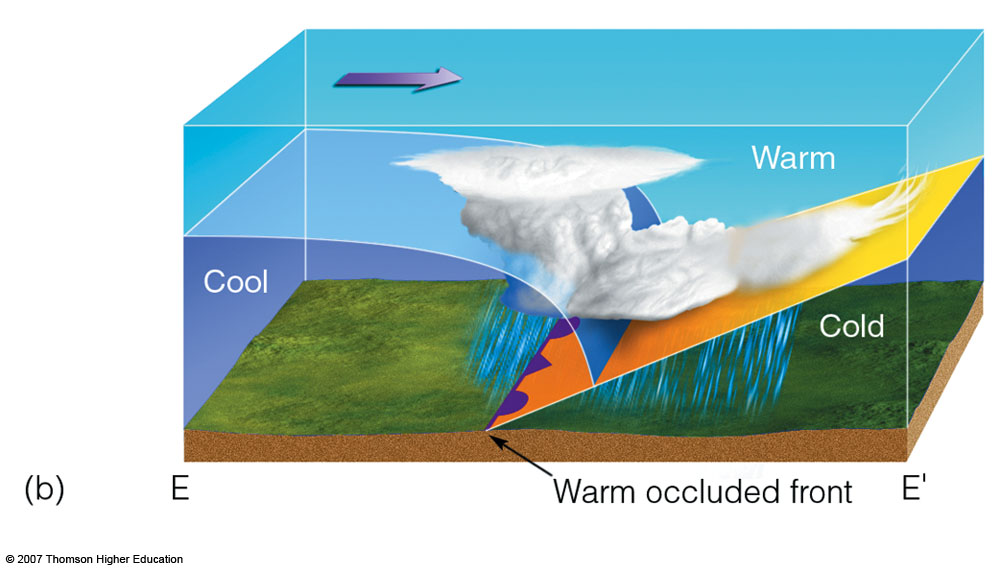 Warm
Cool
Cold
(b)
E
Warm occluded front
E'
© 2007 Thomson Higher Education